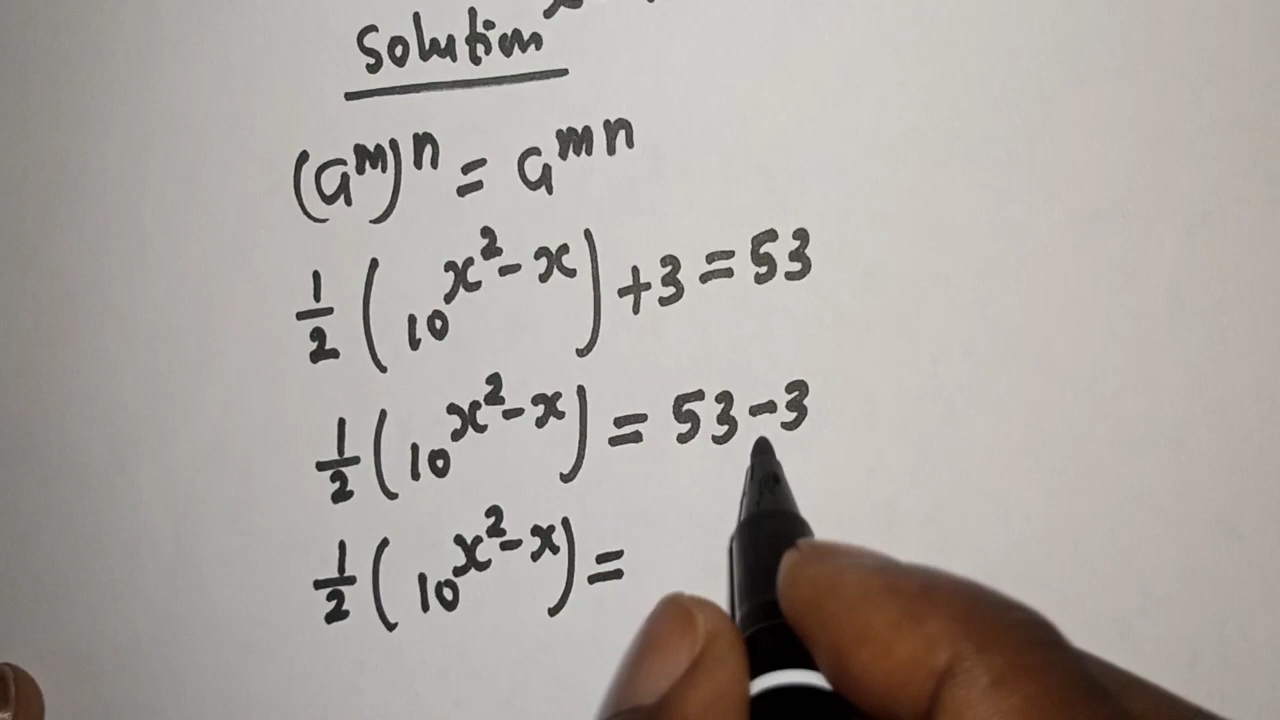 Solution
(a^m)^n = a^mn
1/2 (10^x^2-x) + 3 = 53
1/2 (10^x^2-x) = 53 - 3
1/2 (10^x^2-x) =